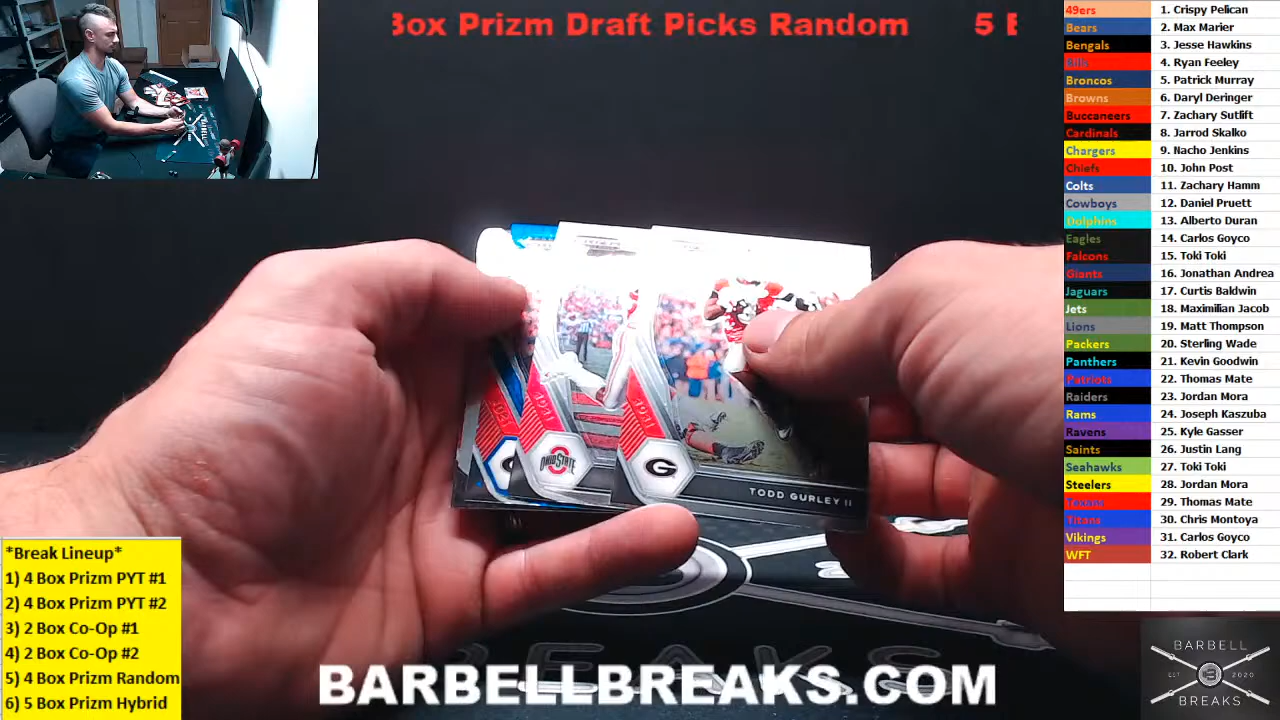 Box Prizm Draft Picks Random 5
49ers 1. Crispy Pelican
Bears 2. Max Marier
Bengals 3. Jesse Hawkins
Bills 4. Ryan Feeley
Broncos 5. Patrick Murray
Browns 6. Daryl Deringer
Buccaneers 7. Zachary Sutlift
Cardinals 8. Jarrod Skalko
Chargers 9. Nacho Jenkins
Chiefs 10. John Post
Colts 11. Zachary Hamm
Cowboys 12. Daniel Pruett
Dolphins 13. Alberto Duran
Eagles 14. Carlos Goyco
Falcons 15. Toki Toki
Giants 16. Jonathan Andrea
Jaguars 17. Curtis Baldwin
Jets 18. Maximilian Jacob
Lions 19. Matt Thompson
Packers 20. Sterling Wade
Panthers 21. Kevin Goodwin
Patriots 22. Thomas Mate
Raiders 23. Jordan Mora
Rams 24. Joseph Kaszuba
Ravens 25. Kyle Gasser
Saints 26. Justin Lang
Seahawks 27. Toki Toki
Steelers 28. Jordan Mora
Texans 29. Thomas Mate
Titans 30. Chris Montoya
Vikings 31. Carlos Goyco
WFT 32. Robert Clark
OHIO STATE
G
TODD GURLEY II
*Break Lineup*
1) 4 Box Prizm PYT #1
2) 4 Box Prizm PYT #2
3) 2 Box Co-Op #1
4) 2 Box Co-Op #2
5) 4 Box Prizm Random
6) 5 Box Prizm Hybrid
BREAKS
BARBELLBREAKS.COM
BARBELL
EST 2020
BREAKS